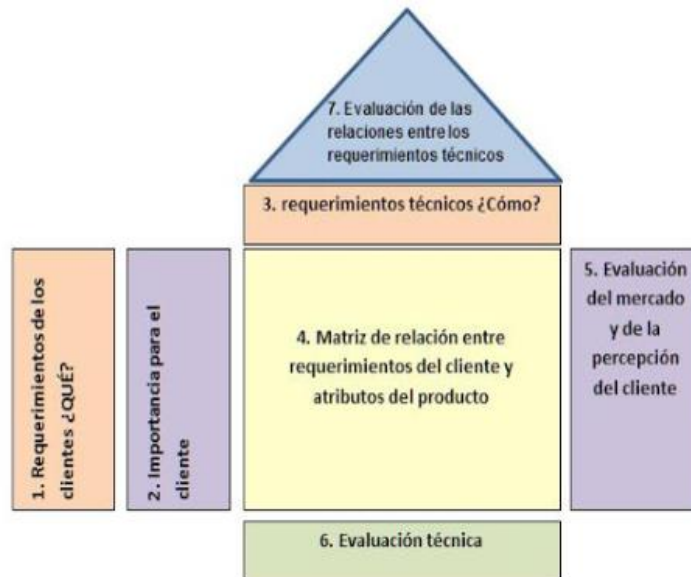 7. Evaluación de las
relaciones entre los
requerimientos técnicos
3. requerimientos técnicos ¿Cómo?
1. Requerimientos de los
clientes ¿QUÉ?
2. Importancia para el
cliente
4. Matriz de relación entre
requerimientos del cliente y
atributos del producto
5. Evaluación
del mercado
y de la
percepción
del cliente
6. Evaluación técnica